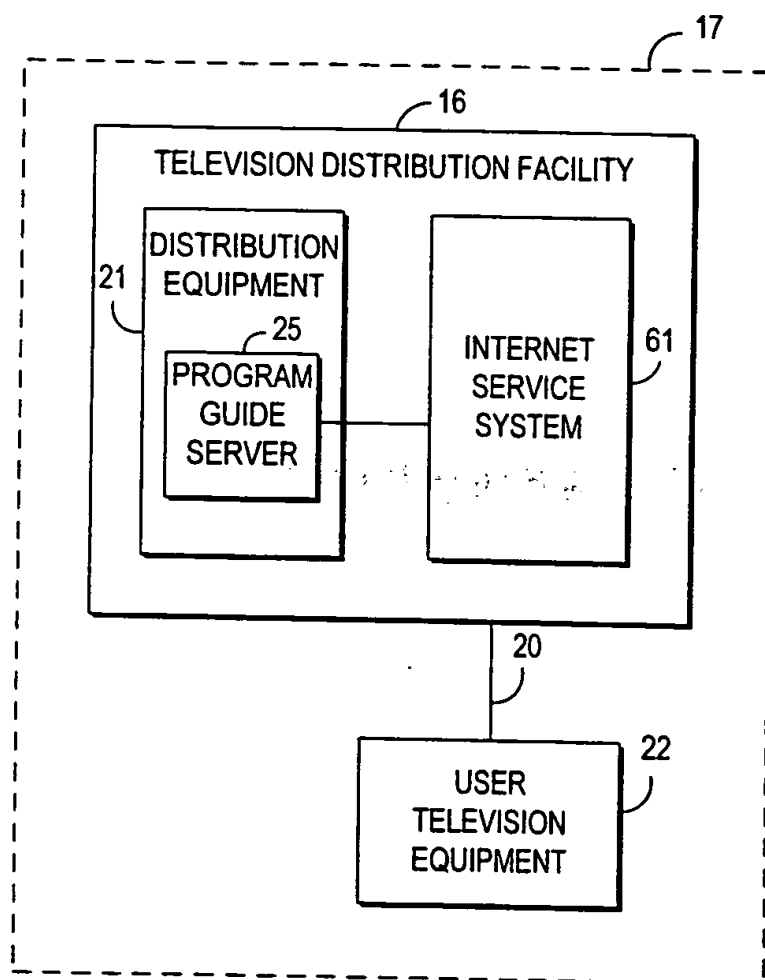 17
16
TELEVISION DISTRIBUTION FACILITY
DISTRIBUTION
EQUIPMENT
21
25
PROGRAM
GUIDE
SERVER
INTERNET
SERVICE
SYSTEM
61
20
22
USER
TELEVISION
EQUIPMENT